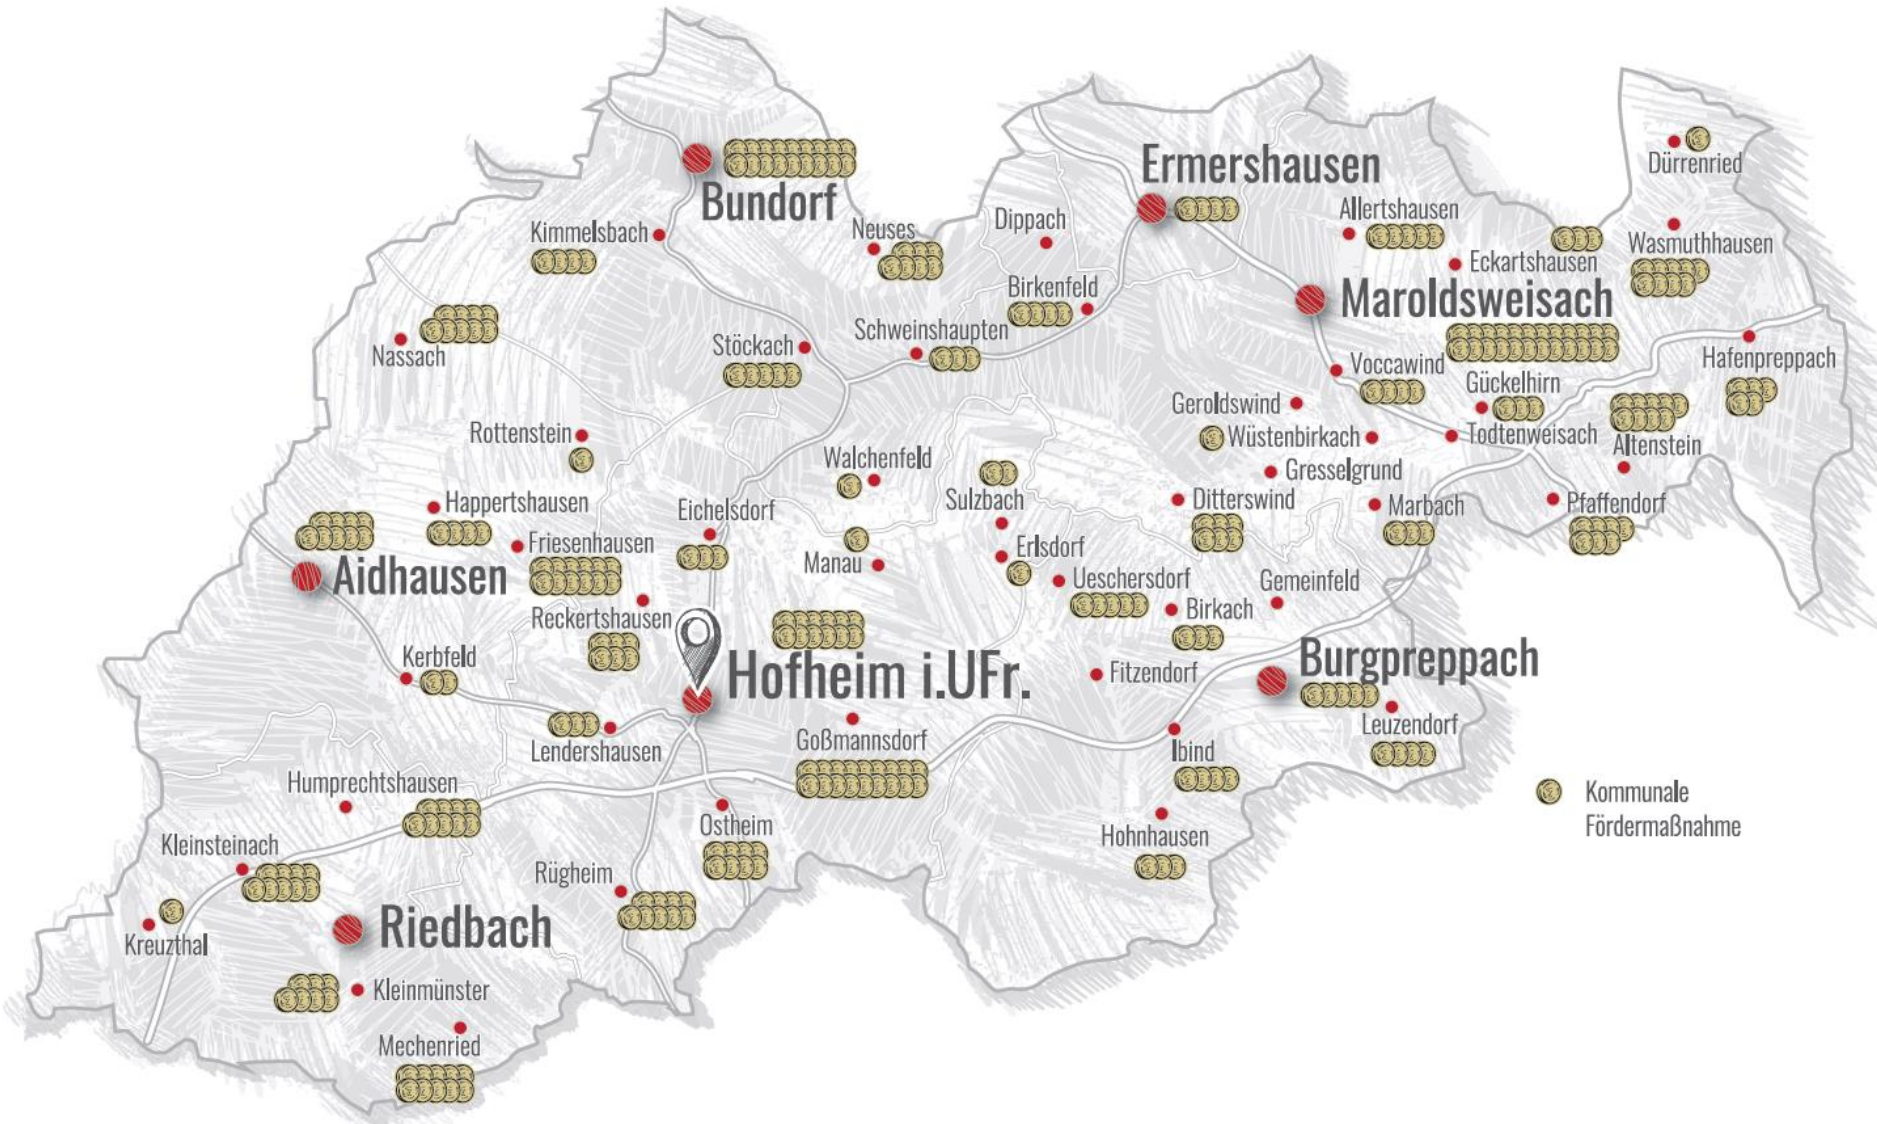 Dürrenried
Ermershausen
Bundorf
Allertshausen
Dippach
Neuses
Kimmelsbach
Wasmuthhausen
Eckartshausen
Birkenfeld
Maroldsweisach
Schweinshaupten
Stöckach
Nassach
Hafenpreppach
Voccawind
Gückelhirn
Geroldswind
Rottenstein
Wüstenbirkach
Todtenweisach
Altenstein
Walchenfeld
Gresselgrund
Sulzbach
Ditterswind
Happertshausen
Marbach
Pfaffendorf
Eichelsdorf
Friesenhausen
Erlsdorf
Manau
Aidhausen
Ueschersdorf
Gemeinfeld
Birkach
Reckertshausen
Kerbfeld
Burgpreppach
Fitzendorf
Hofheim i.UFr.
Leuzendorf
Goßmannsdorf
Lendershausen
Ibind
Humprechtshausen
Kommunale
Fördermaßnahme
Ostheim
Hohnhausen
Kleinsteinach
Rügheim
Riedbach
Kreuzthal
Kleinmünster
Mechenried